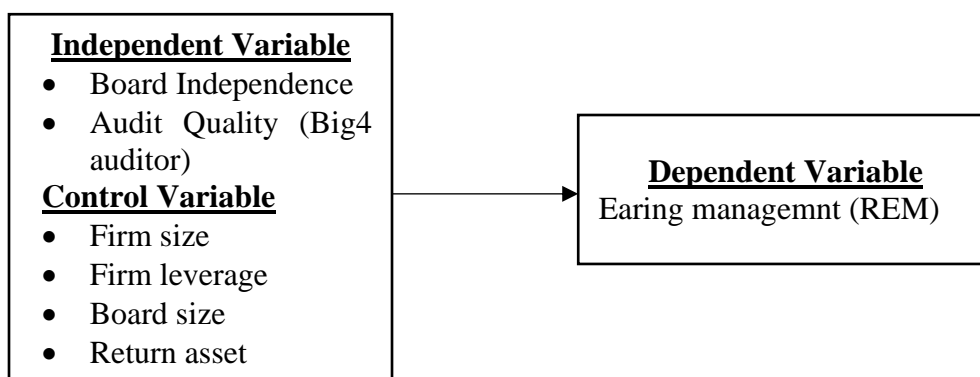 Independent Variable
• Board Independence
• Audit Quality (Big4
auditor)
Control Variable
• Firm size
• Firm leverage
• Board size
• Return asset
Dependent Variable
Earing managemnt (REM)